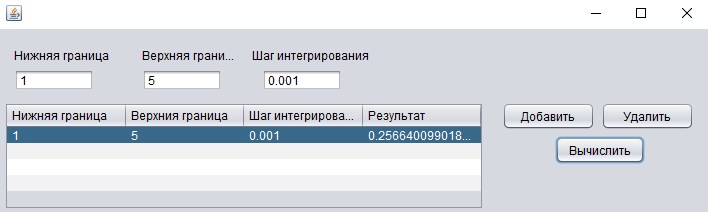 Нижняя граница Верхняя грани... Шаг интегрирования
1 5 0.001
Нижняя граница Верхния граница Шаг интегрирова... Результат
1 5 0.001 0.256640099018...
Добавить Удалить
Вычислить